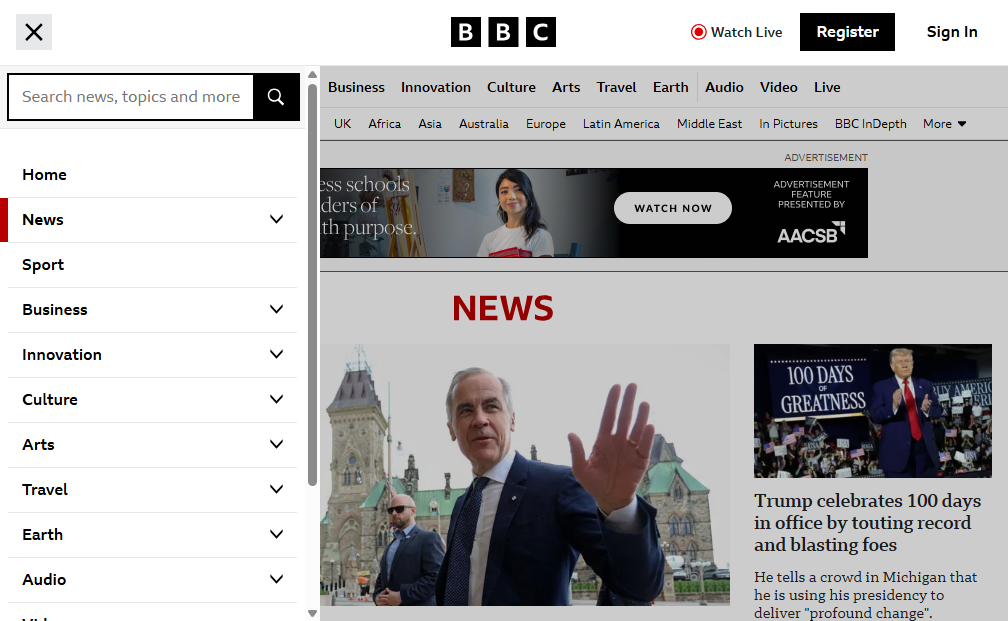 BBC
Watch Live
Register
Sign In
Search news, topics and more
Home
News
Sport
Business
Innovation
Culture
Arts
Travel
Earth
Audio
Business Innovation Culture Arts Travel Earth Audio Video Live
UK Africa Asia Australia Europe Latin America Middle East In Pictures BBC InDepth More
ADVERTISEMENT
ess schools
ders of
th purpose.
WATCH NOW
ADVERTISEMENT
FEATURE
PRESENTED BY
AACSB
NEWS
100 DAYS
OF
GREATNESS
Trump celebrates 100 days
in office by touting record
and blasting foes
He tells a crowd in Michigan that
he is using his presidency to
deliver "profound change".